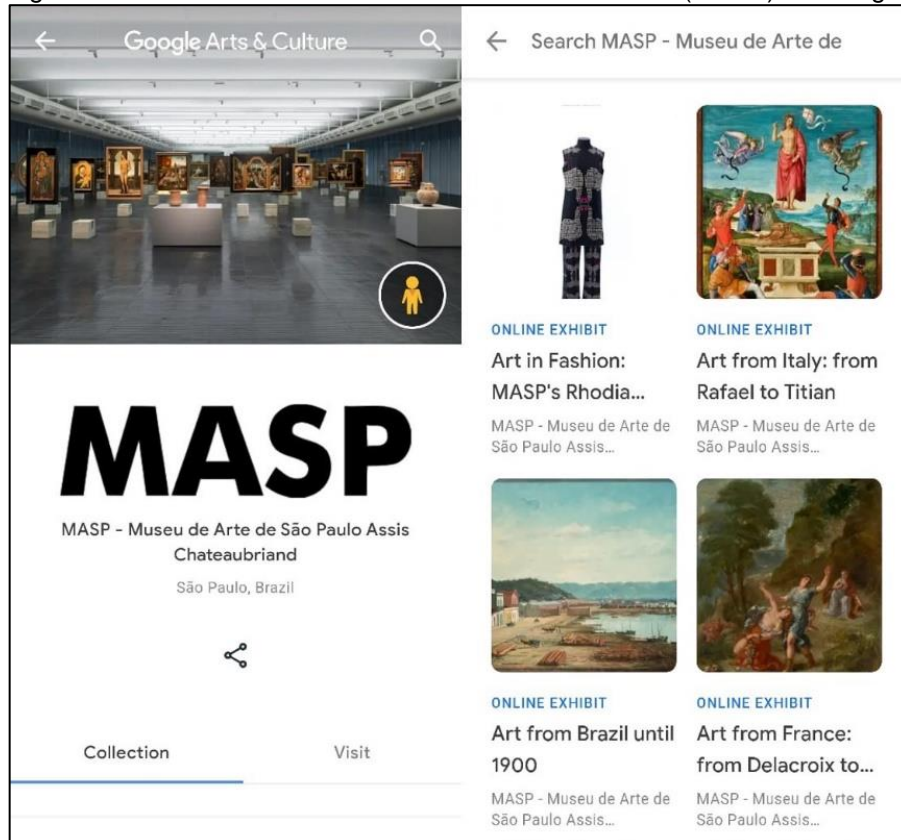 Google Arts & Culture
MASP
MASP - Museu de Arte de São Paulo Assis
Chateaubriand
São Paulo, Brazil
Collection
Visit
Search MASP - Museu de Arte de
ONLINE EXHIBIT
Art in Fashion:
MASP's Rhodia...
MASP - Museu de Arte de
São Paulo Assis...
ONLINE EXHIBIT
Art from Italy: from
Rafael to Titian
MASP - Museu de Arte de
São Paulo Assis...
ONLINE EXHIBIT
Art from Brazil until
1900
MASP - Museu de Arte de
São Paulo Assis...
ONLINE EXHIBIT
Art from France:
from Delacroix to...
MASP - Museu de Arte de
São Paulo Assis...